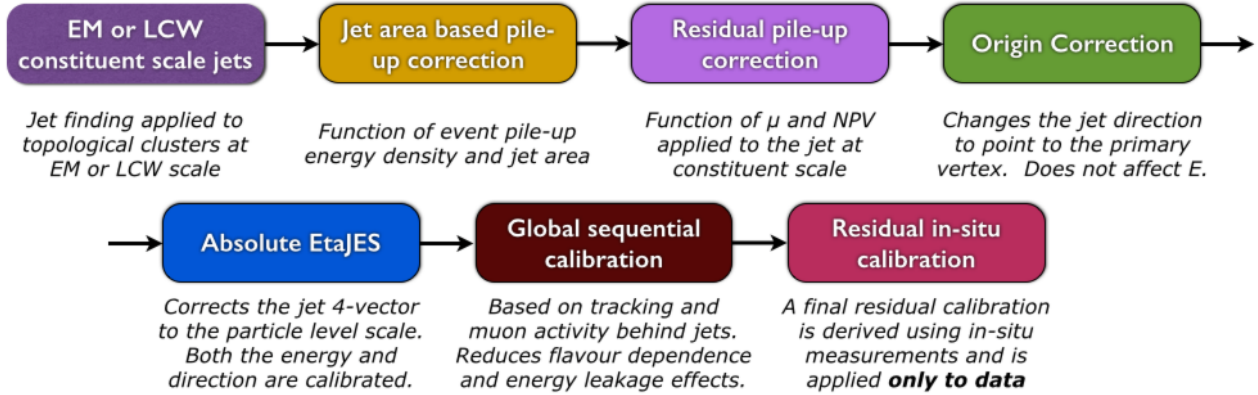 EM or LCW
constituent scale jets
Jet area based pile-
up correction
Residual pile-up
correction
Origin Correction
Jet finding applied to
topological clusters at
EM or LCW scale
Function of event pile-up
energy density and jet area
Function of µ and NPV
applied to the jet at
constituent scale
Changes the jet direction
to point to the primary
vertex. Does not affect E.
Absolute EtaJES
Global sequential
calibration
Residual in-situ
calibration
Corrects the jet 4-vector
to the particle level scale.
Both the energy and
direction are calibrated.
Based on tracking and
muon activity behind jets.
Reduces flavour dependence
and energy leakage effects.
A final residual calibration
is derived using in-situ
measurements and is
applied only to data